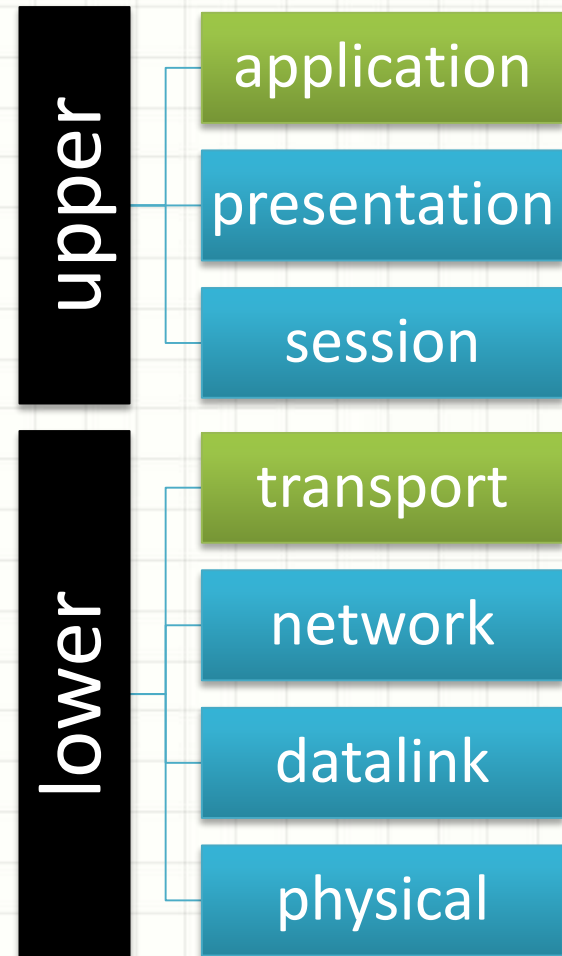 upper
application
presentation
session
lower
transport
network
datalink
physical